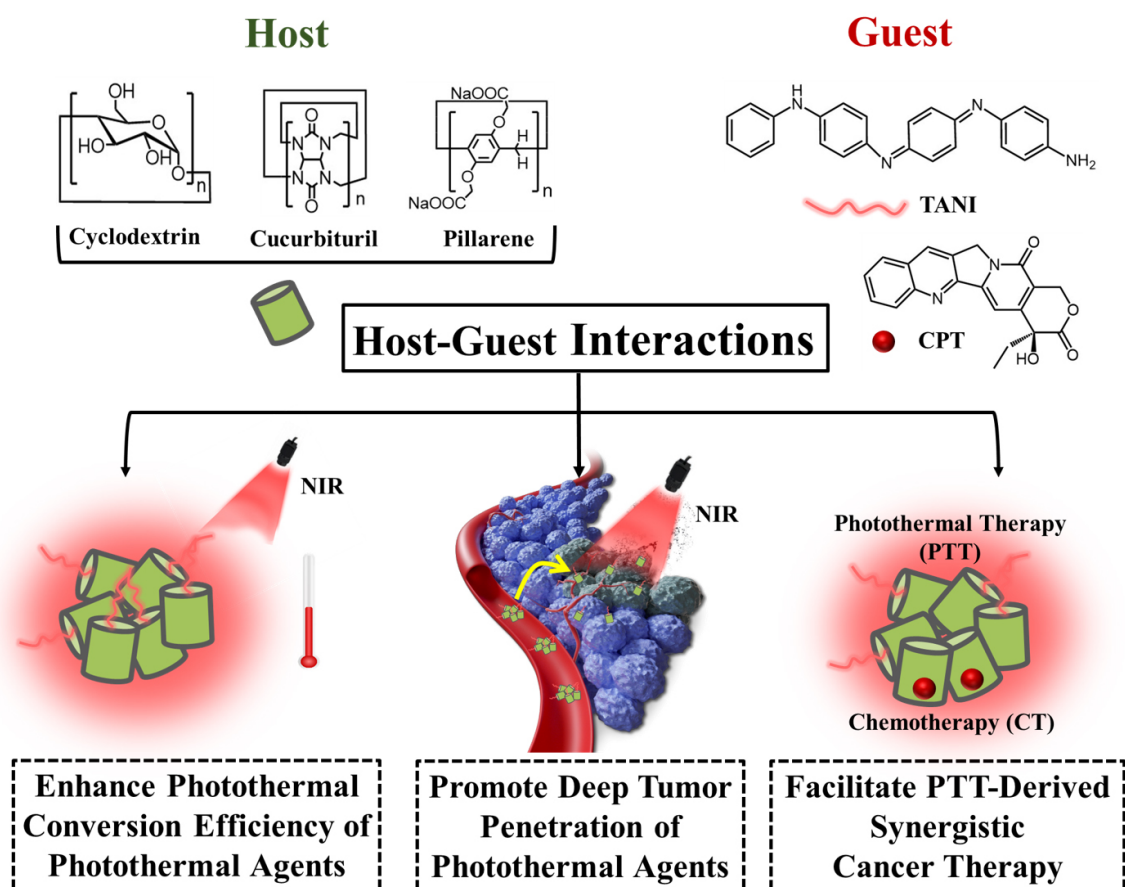 Host
Guest
OH
HO
HO
OH
O
O
O
n
Cyclodextrin
O
N
N
N
N
O
n
Cucurbituril
NaOOC
O
H
H
O
NaOOC
n
Pillarene
H
N
N
N
NH2
TANI
O
N
N
O
O
HO
CPT
Host-Guest Interactions
NIR
NIR
Photothermal Therapy
(PTT)
Chemotherapy (CT)
Enhance Photothermal
Conversion Efficiency of
Photothermal Agents
Promote Deep Tumor
Penetration of
Photothermal Agents
Facilitate PTT-Derived
Synergistic
Cancer Therapy